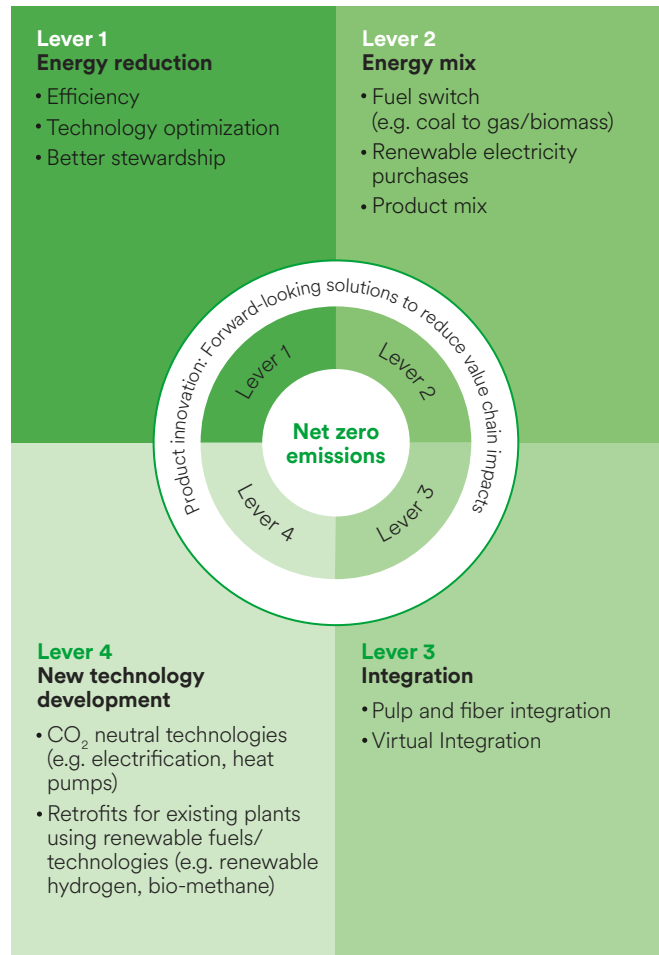 Lever 1
Energy reduction
• Efficiency
• Technology optimization
• Better stewardship
Lever 2
Energy mix
• Fuel switch
(e.g. coal to gas/biomass)
• Renewable electricity
purchases
• Product mix
Product innovation: Forward-looking solutions to reduce value chain impacts
Lever 1
Lever 2
Net zero
emissions
Lever 4
Lever 3
Lever 4
New technology
development
• CO₂ neutral technologies
(e.g. electrification, heat
pumps)
• Retrofits for existing plants
using renewable fuels/
technologies (e.g. renewable
hydrogen, bio-methane)
Lever 3
Integration
• Pulp and fiber integration
• Virtual Integration